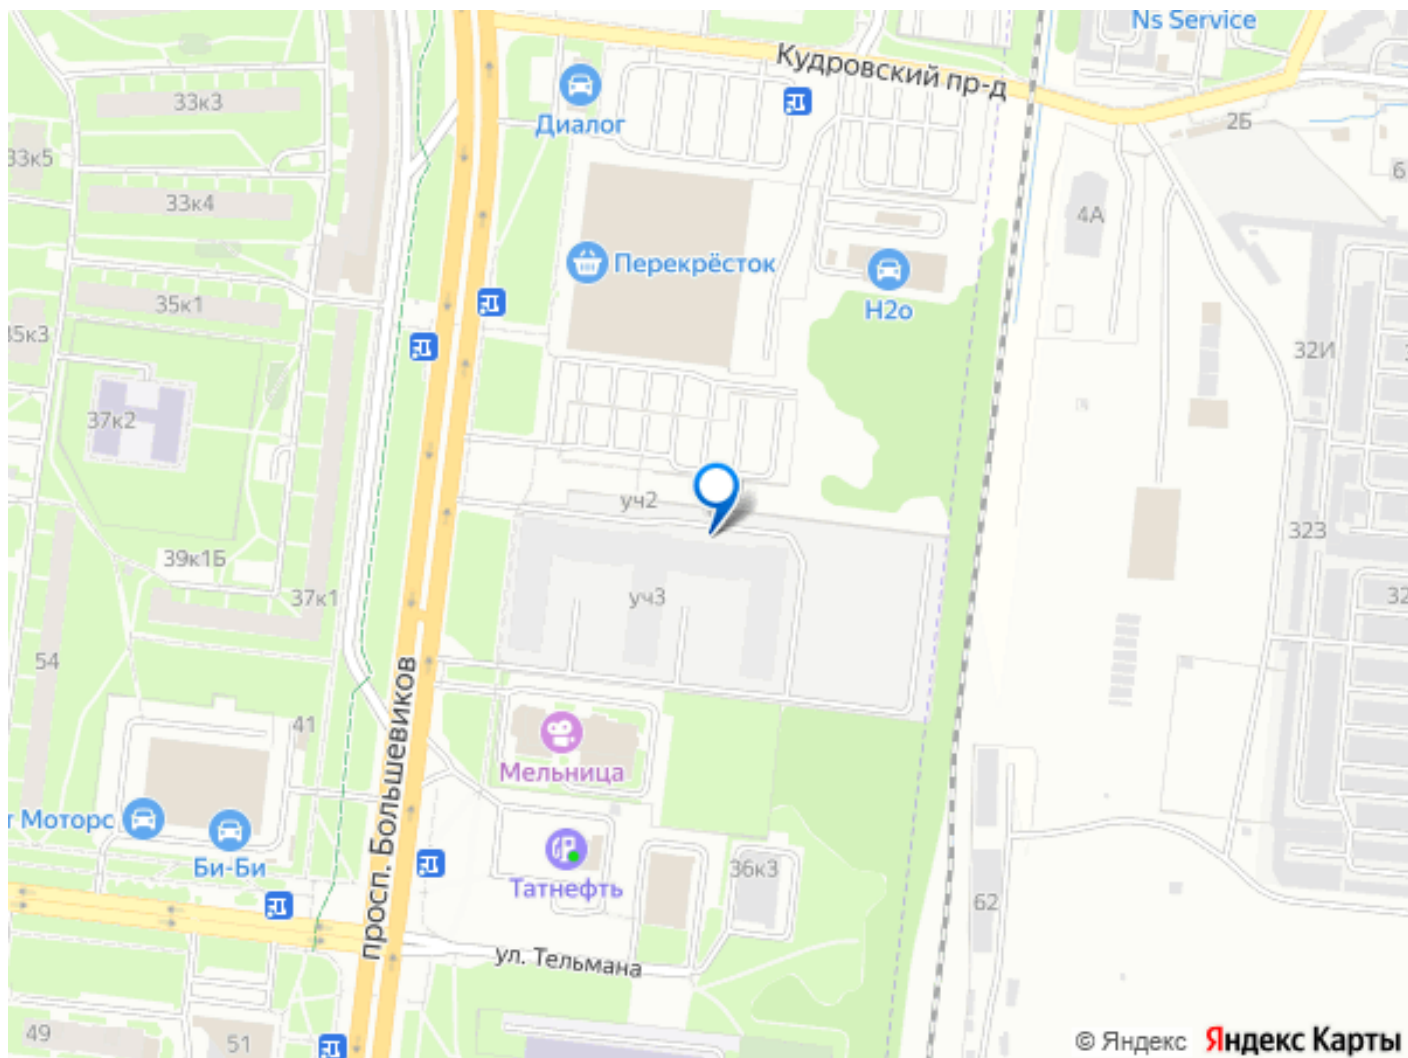 Ns Service
Кудровский пр-д
33к3
Диалог
2Б
33к5
6
33к4
4А
Перекрёсток
35к1
Н2о
35к3
32И
37к2
уч2
323
39к1Б
37к1
уч3
32
54
просп. Большевиков
41
Мельница
т Моторс
Би-Би
Татнефть
36к3
62
ул. Тельмана
49
51
© Яндекс Яндекс Карты